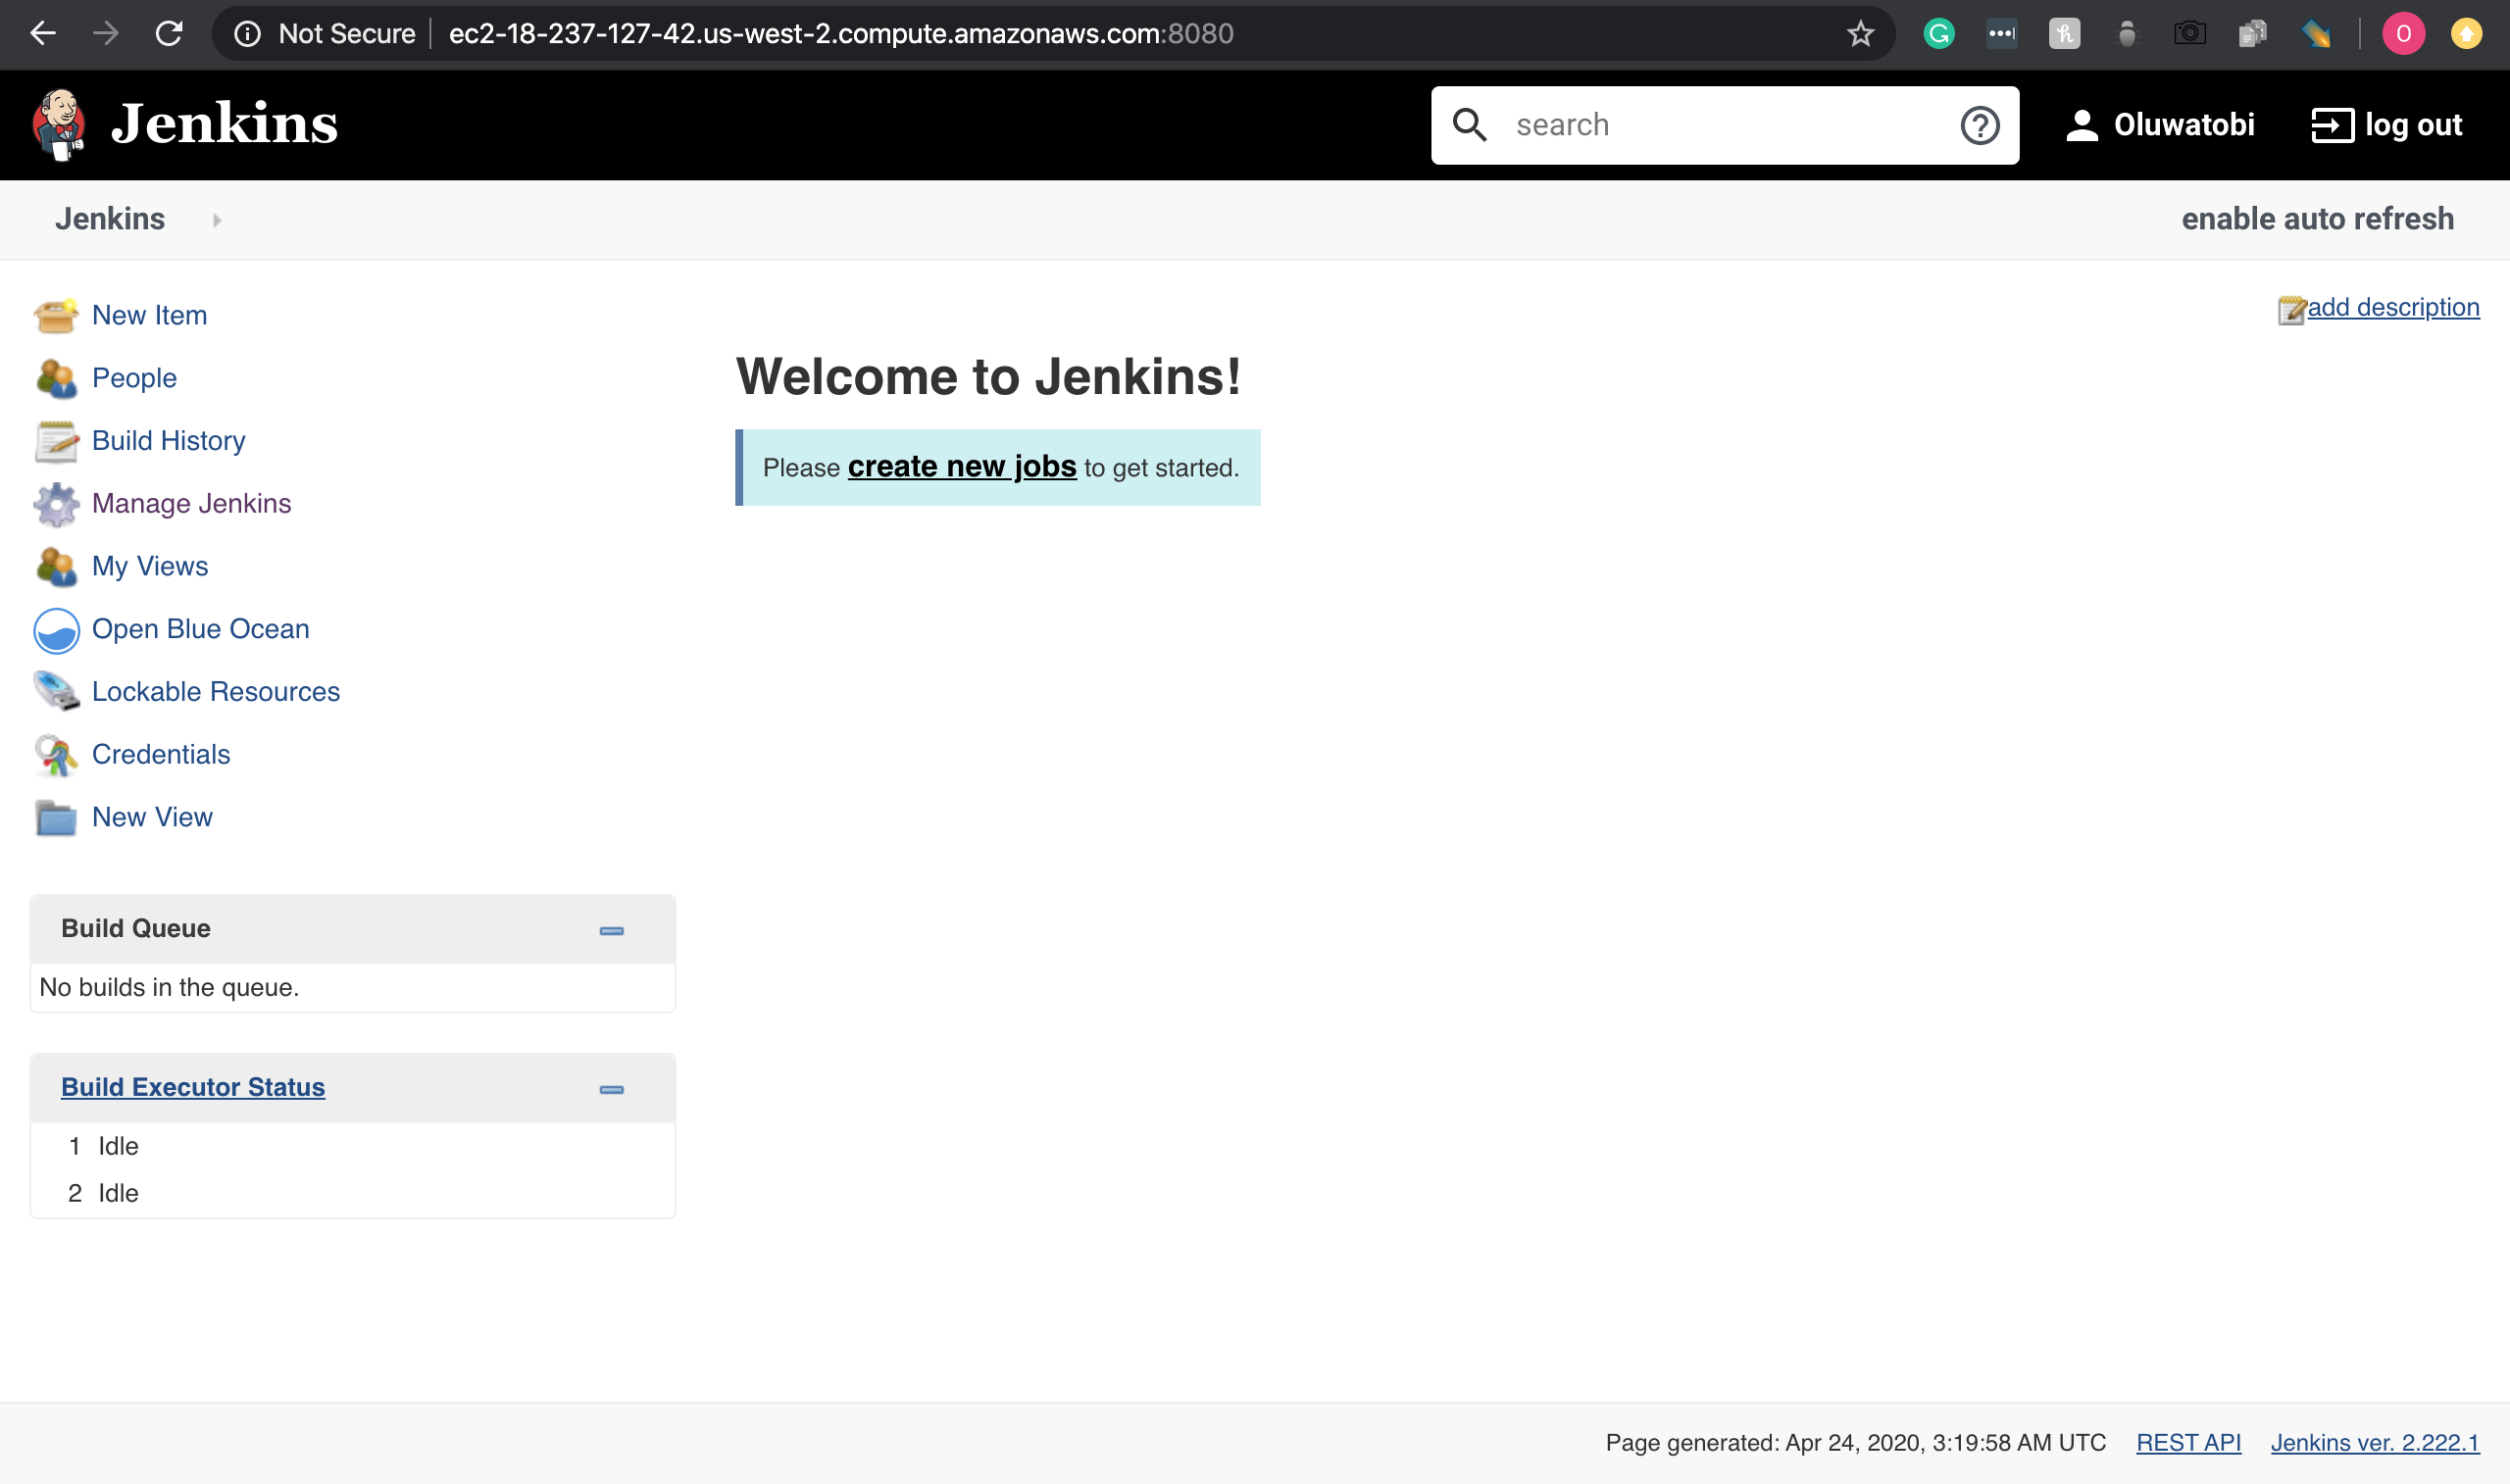 Not Secure ec2-18-237-127-42.us-west-2.compute.amazonaws.com:8080
Jenkins
search
Oluwatobi
log out
Jenkins
enable auto refresh
New Item
add description
People
Build History
Manage Jenkins
My Views
Open Blue Ocean
Lockable Resources
Credentials
New View
Welcome to Jenkins!
Please create new jobs to get started.
Build Queue
No builds in the queue.
Build Executor Status
1 Idle
2 Idle
Page generated: Apr 24, 2020, 3:19:58 AM UTC REST API Jenkins ver. 2.222.1